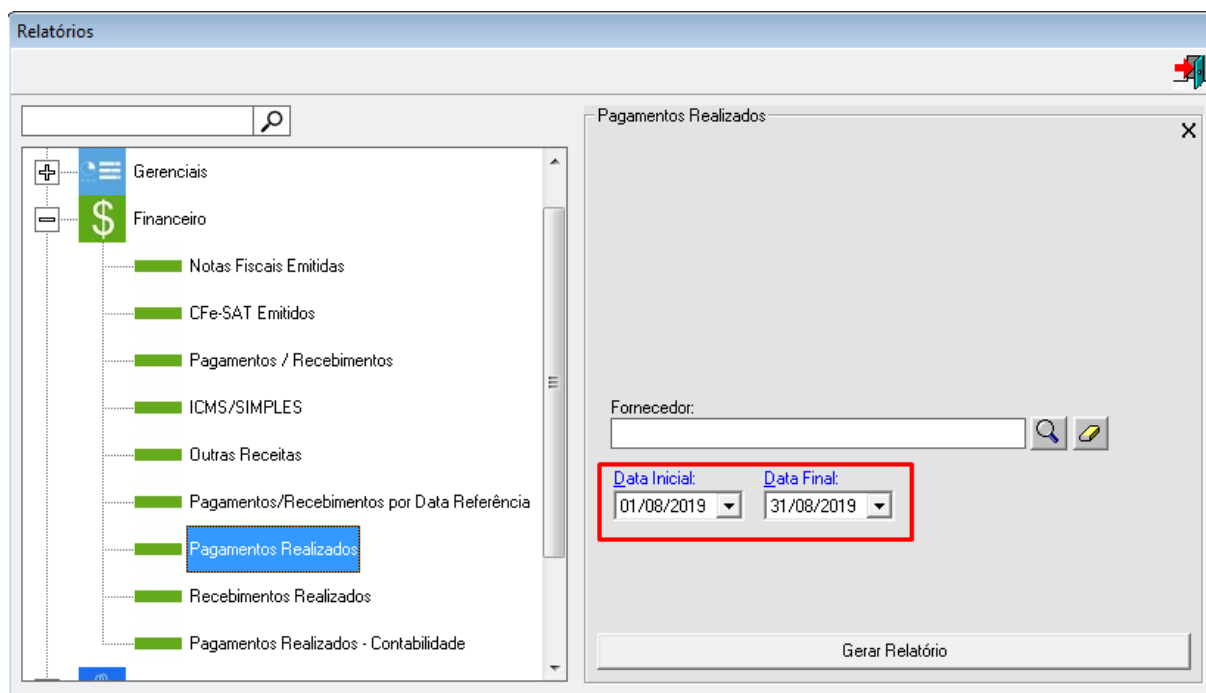 Relatórios
Gerenciais
Financeiro
Notas Fiscais Emitidas
CFe-SAT Emitidos
Pagamentos / Recebimentos
ICMS/SIMPLES
Outras Receitas
Pagamentos/Recebimentos por Data Referência
Pagamentos Realizados
Recebimentos Realizados
Pagamentos Realizados - Contabilidade
Pagamentos Realizados
Fornecedor:
Data Inicial: Data Final:
01/08/2019 31/08/2019
Gerar Relatório